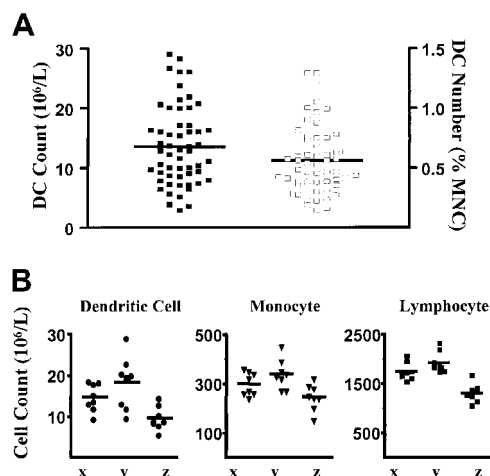 A
30
20
10
0
DC Count (10⁶/L)
1.5
1.0
0.5
DC Number (% MNC)
B
Dendritic Cell
Monocyte
Lymphocyte
Cell Count (10⁶/L)
30
20
10
500
300
100
2500
1500
500
x y z
x y z
x y z